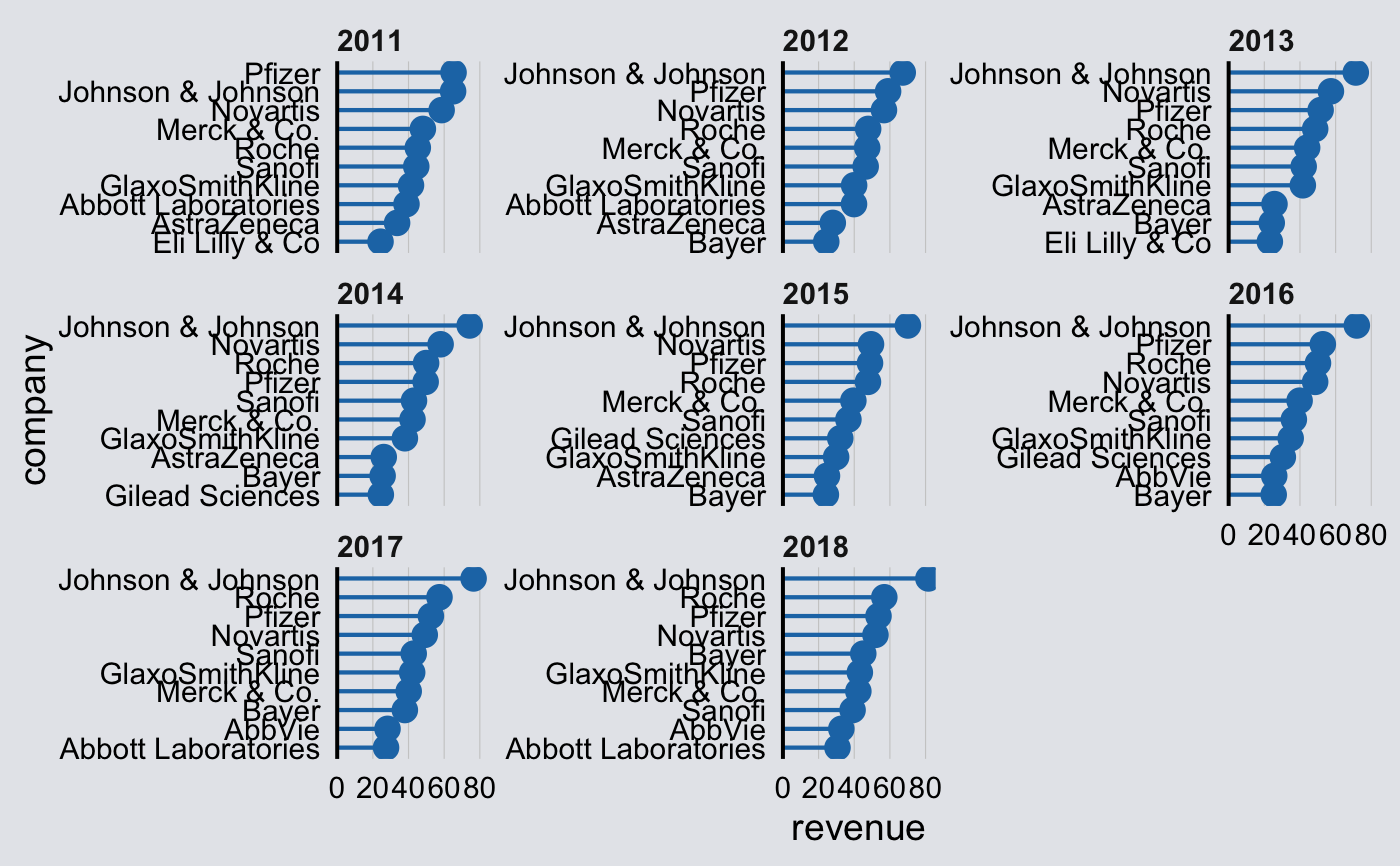 2011
Pfizer
Johnson & Johnson
Novartis
Merck & Co.
Roche
Sanofi
GlaxoSmithKline
Abbott Laboratories
AstraZeneca
Eli Lilly & Co
2012
Johnson & Johnson
Pfizer
Novartis
Roche
Merck & Co.
Sanofi
GlaxoSmithKline
Abbott Laboratories
AstraZeneca
Bayer
2013
Johnson & Johnson
Novartis
Pfizer
Roche
Merck & Co.
Sanofi
GlaxoSmithKline
AstraZeneca
Bayer
Eli Lilly & Co
company
2014
Johnson & Johnson
Novartis
Roche
Pfizer
Sanofi
Merck & Co.
GlaxoSmithKline
AstraZeneca
Bayer
Gilead Sciences
2015
Johnson & Johnson
Novartis
Pfizer
Roche
Merck & Co.
Sanofi
Gilead Sciences
GlaxoSmithKline
AstraZeneca
Bayer
2016
Johnson & Johnson
Pfizer
Roche
Novartis
Merck & Co.
Sanofi
GlaxoSmithKline
Gilead Sciences
AbbVie
Bayer
0 20 40 60 80
2017
Johnson & Johnson
Roche
Pfizer
Novartis
Sanofi
GlaxoSmithKline
Merck & Co.
Bayer
AbbVie
Abbott Laboratories
0 20 40 60 80
2018
Johnson & Johnson
Roche
Pfizer
Novartis
Bayer
GlaxoSmithKline
Merck & Co.
Sanofi
AbbVie
Abbott Laboratories
0 20 40 60 80
revenue